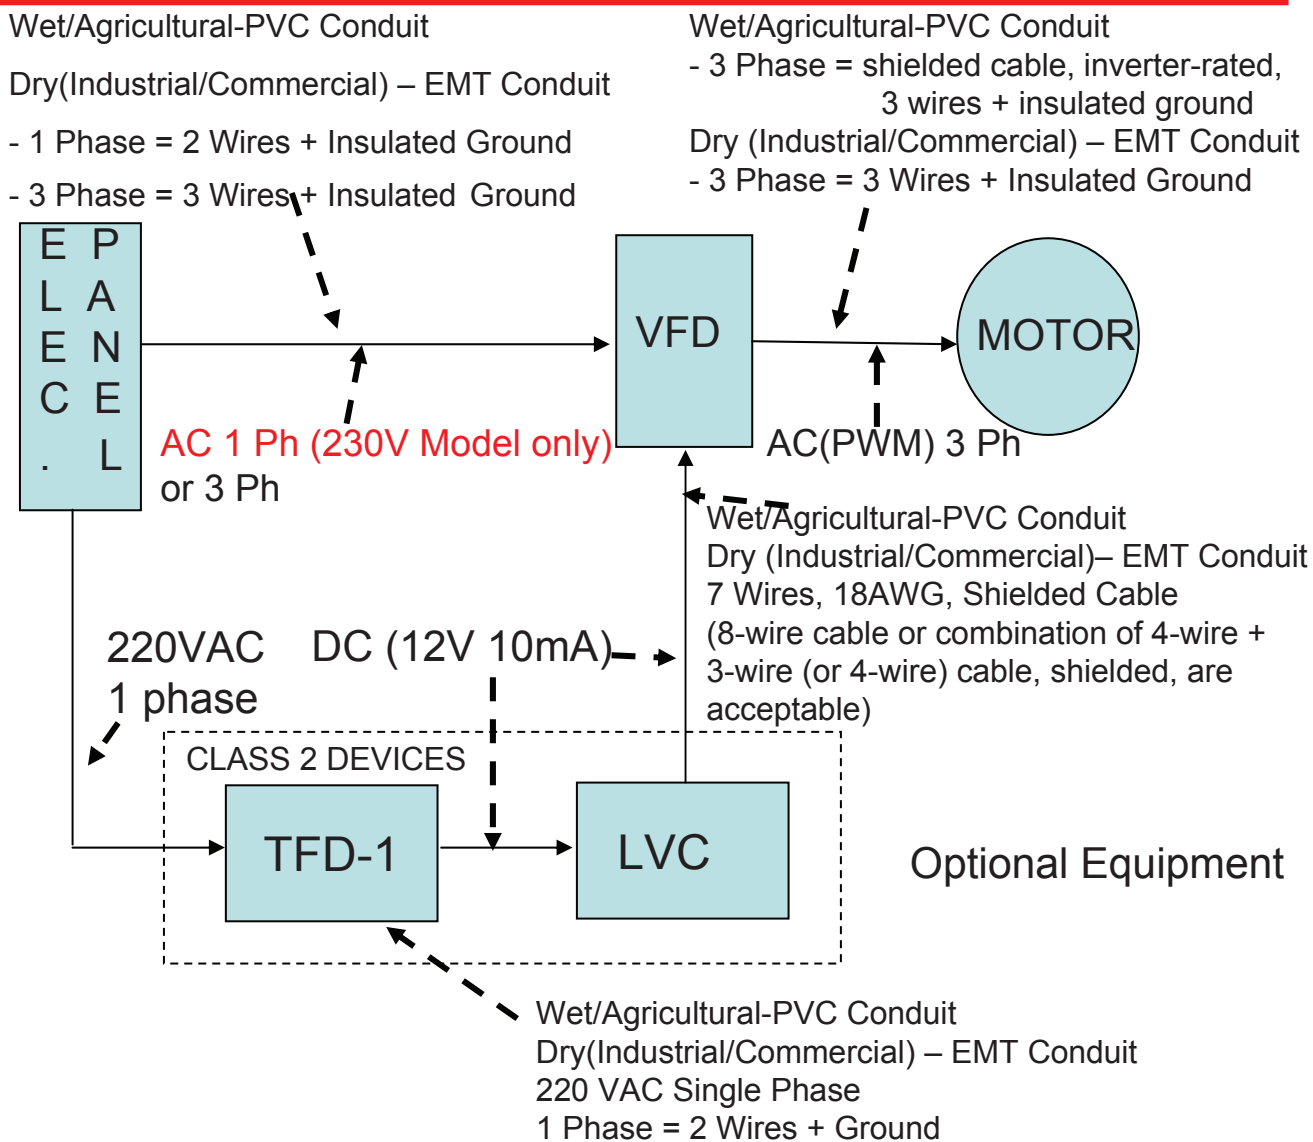 Wet/Agricultural-PVC Conduit
Dry(Industrial/Commercial) – EMT Conduit
- 1 Phase = 2 Wires + Insulated Ground
- 3 Phase = 3 Wires + Insulated Ground
Wet/Agricultural-PVC Conduit
- 3 Phase = shielded cable, inverter-rated,
3 wires + insulated ground
Dry (Industrial/Commercial) – EMT Conduit
- 3 Phase = 3 Wires + Insulated Ground
ELEC. PANEL
VFD
MOTOR
AC 1 Ph (230V Model only)
or 3 Ph
AC(PWM) 3 Ph
Wet/Agricultural-PVC Conduit
Dry (Industrial/Commercial)– EMT Conduit
7 Wires, 18AWG, Shielded Cable
(8-wire cable or combination of 4-wire +
3-wire (or 4-wire) cable, shielded, are
acceptable)
220VAC
1 phase
DC (12V 10mA)
CLASS 2 DEVICES
TFD-1
LVC
Optional Equipment
Wet/Agricultural-PVC Conduit
Dry(Industrial/Commercial) – EMT Conduit
220 VAC Single Phase
1 Phase = 2 Wires + Ground